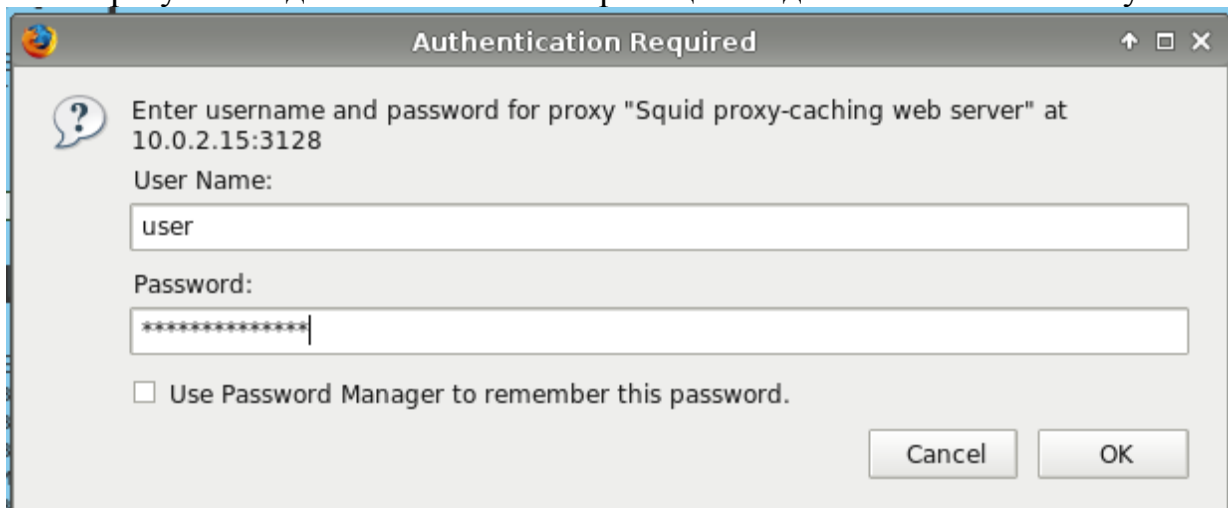 Authentication Required
Enter username and password for proxy "Squid proxy-caching web server" at
10.0.2.15:3128
User Name:
user
Password:
**************
Use Password Manager to remember this password.
Cancel OK